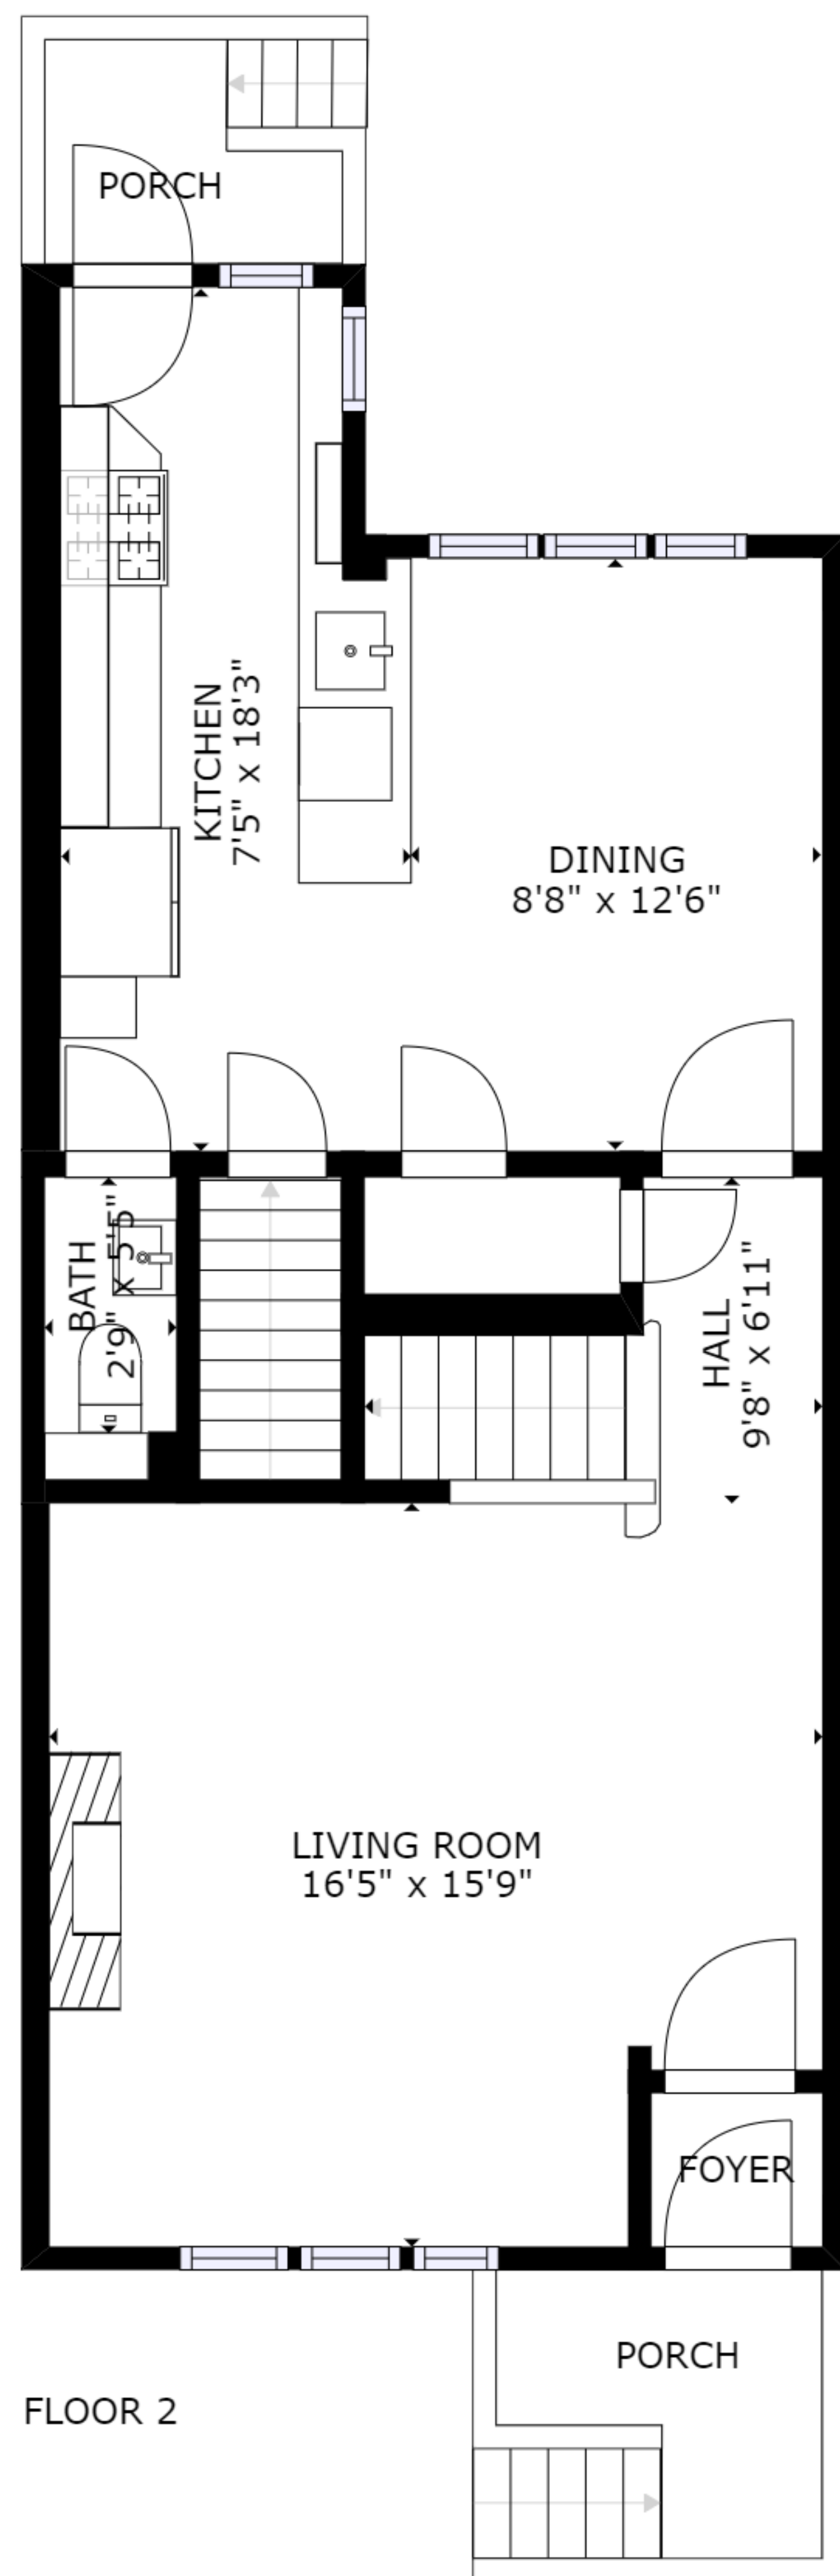 PORCH
KITCHEN
7'5" x 18'3"
DINING
8'8" x 12'6"
BATH
2'9" x 5'5"
HALL
9'8" x 6'11"
LIVING ROOM
16'5" x 15'9"
FOYER
PORCH
FLOOR 2